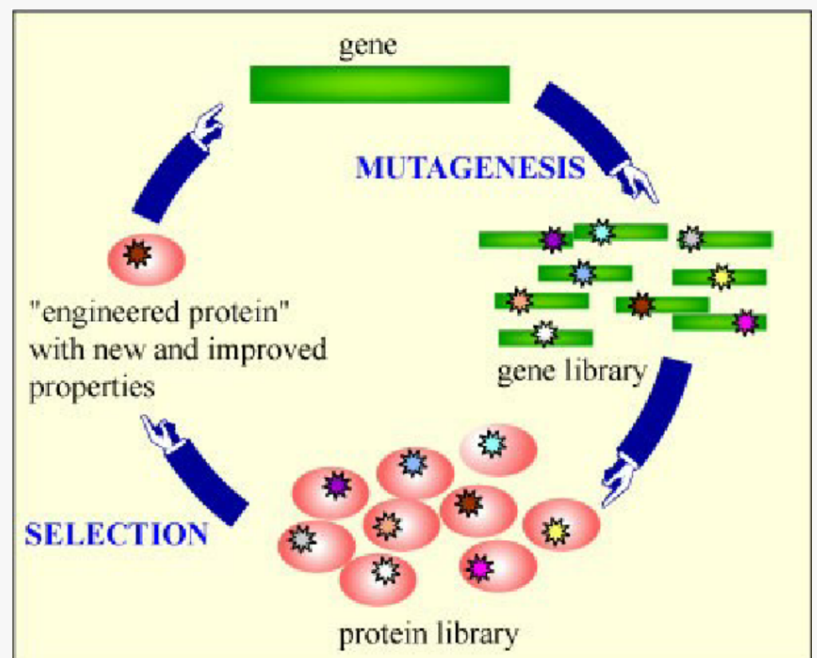 gene
MUTAGENESIS
"engineered protein"
with new and improved
properties
gene library
SELECTION
protein library